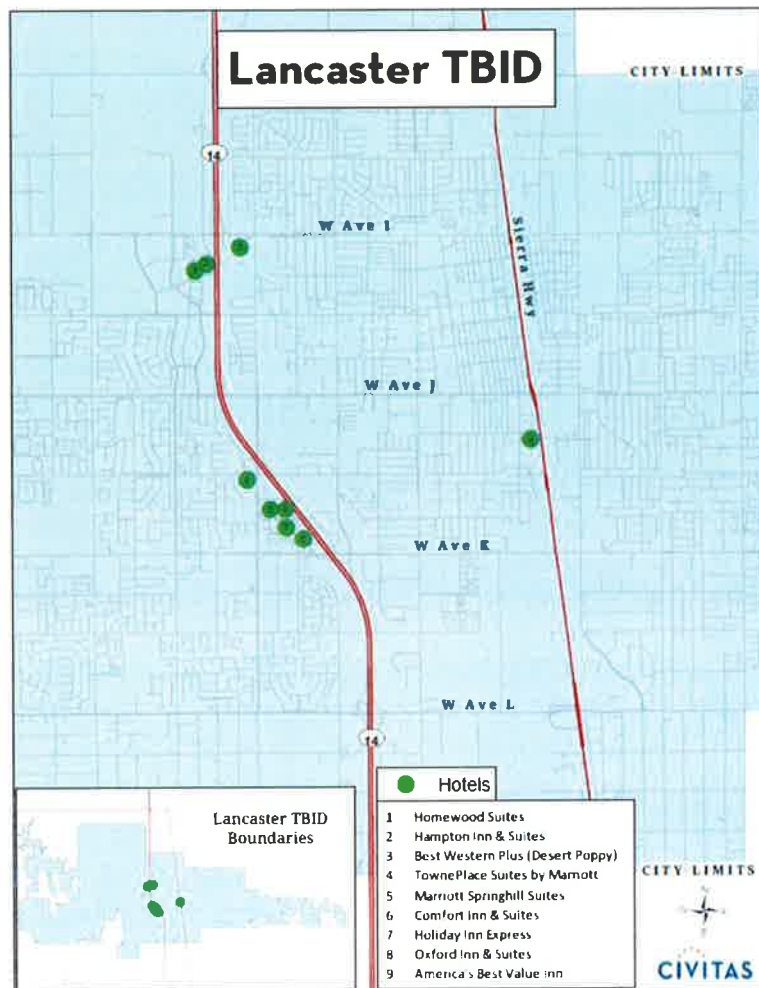 Lancaster TBID
CITY LIMITS
14
W Ave I
Sierra Hwy
W Ave J
W Ave K
W Ave L
14
Lancaster TBID
Boundaries
Hotels
1 Homewood Suites
2 Hampton Inn & Suites
3 Best Western Plus (Desert Poppy)
4 TownePlace Suites by Marriott
5 Marriott Springhill Suites
6 Comfort Inn & Suites
7 Holiday Inn Express
8 Oxford Inn & Suites
9 America's Best Value Inn
CITY LIMITS
CIVITAS